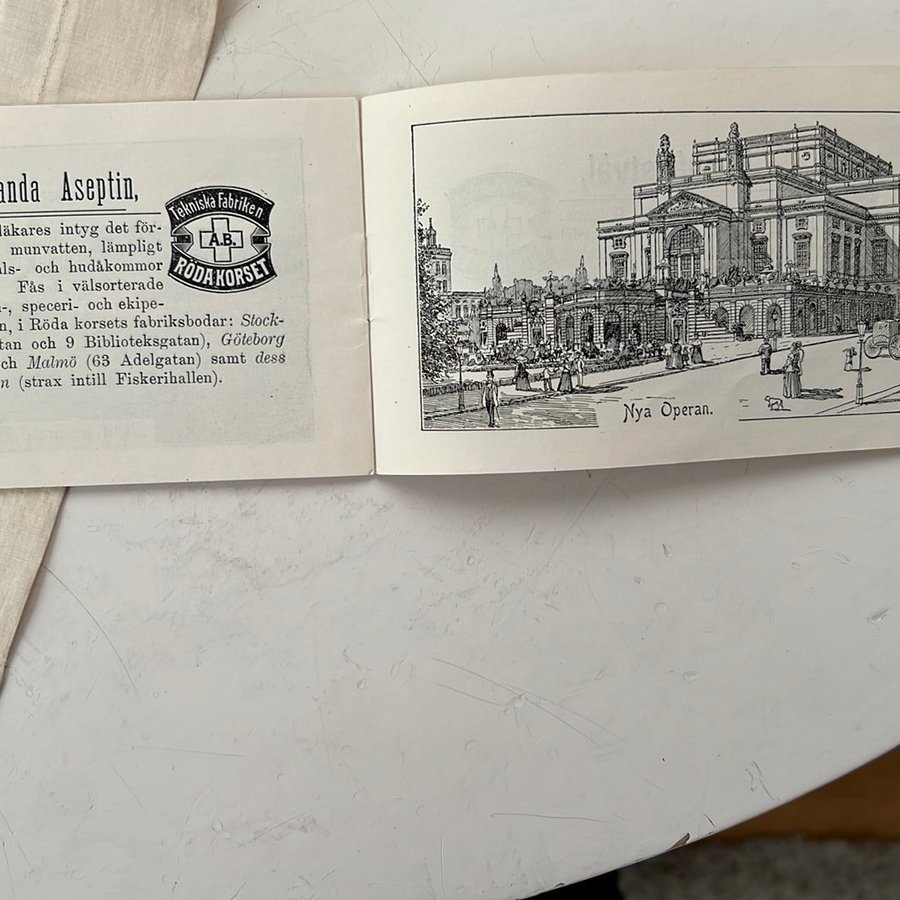 anda Aseptin,
läkares intyg det för-
munvatten, lämpligt
als- och hudåkommor
Fås i välsorterade
-, speceri- och ekipe-
n, i Röda korsets fabriksbodar: Stock-
tan och 9 Biblioteksgatan), Göteborg
ch Malmö (63 Adelgatan) samt dess
n (strax intill Fiskerihallen).
Tekniska Fabriken
A.B.
RÖDA KORSET
Nya Operan.